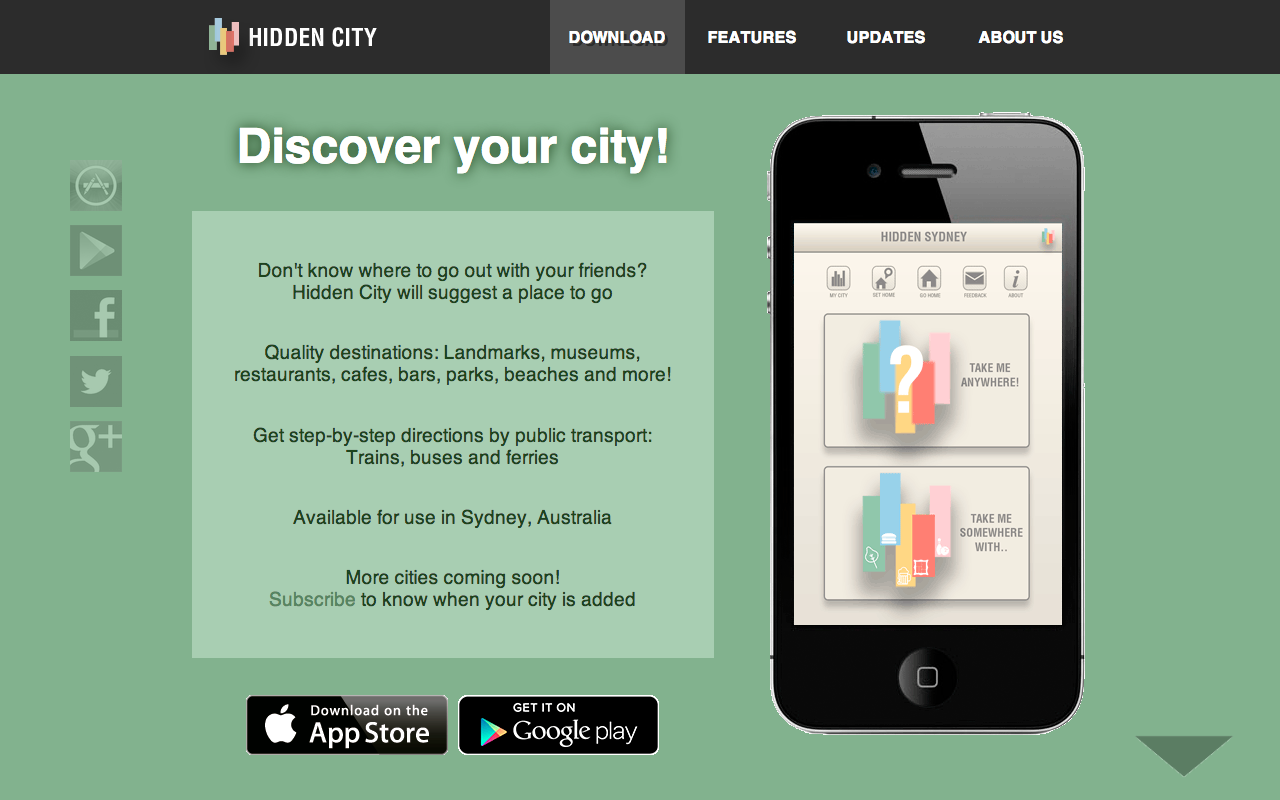 HIDDEN CITY
DOWNLOAD
FEATURES
UPDATES
ABOUT US
Discover your city!
Don't know where to go out with your friends?
Hidden City will suggest a place to go
Quality destinations: Landmarks, museums,
restaurants, cafes, bars, parks, beaches and more!
Get step-by-step directions by public transport:
Trains, buses and ferries
Available for use in Sydney, Australia
More cities coming soon!
Subscribe to know when your city is added
Download on the
App Store
GET IT ON
Google play
f
g+
HIDDEN SYDNEY
MY CITY
GET HOME
GO HOME
FEEDBACK
ABOUT
?
TAKE ME
ANYWHERE!
TAKE ME
SOMEWHERE
WITH..